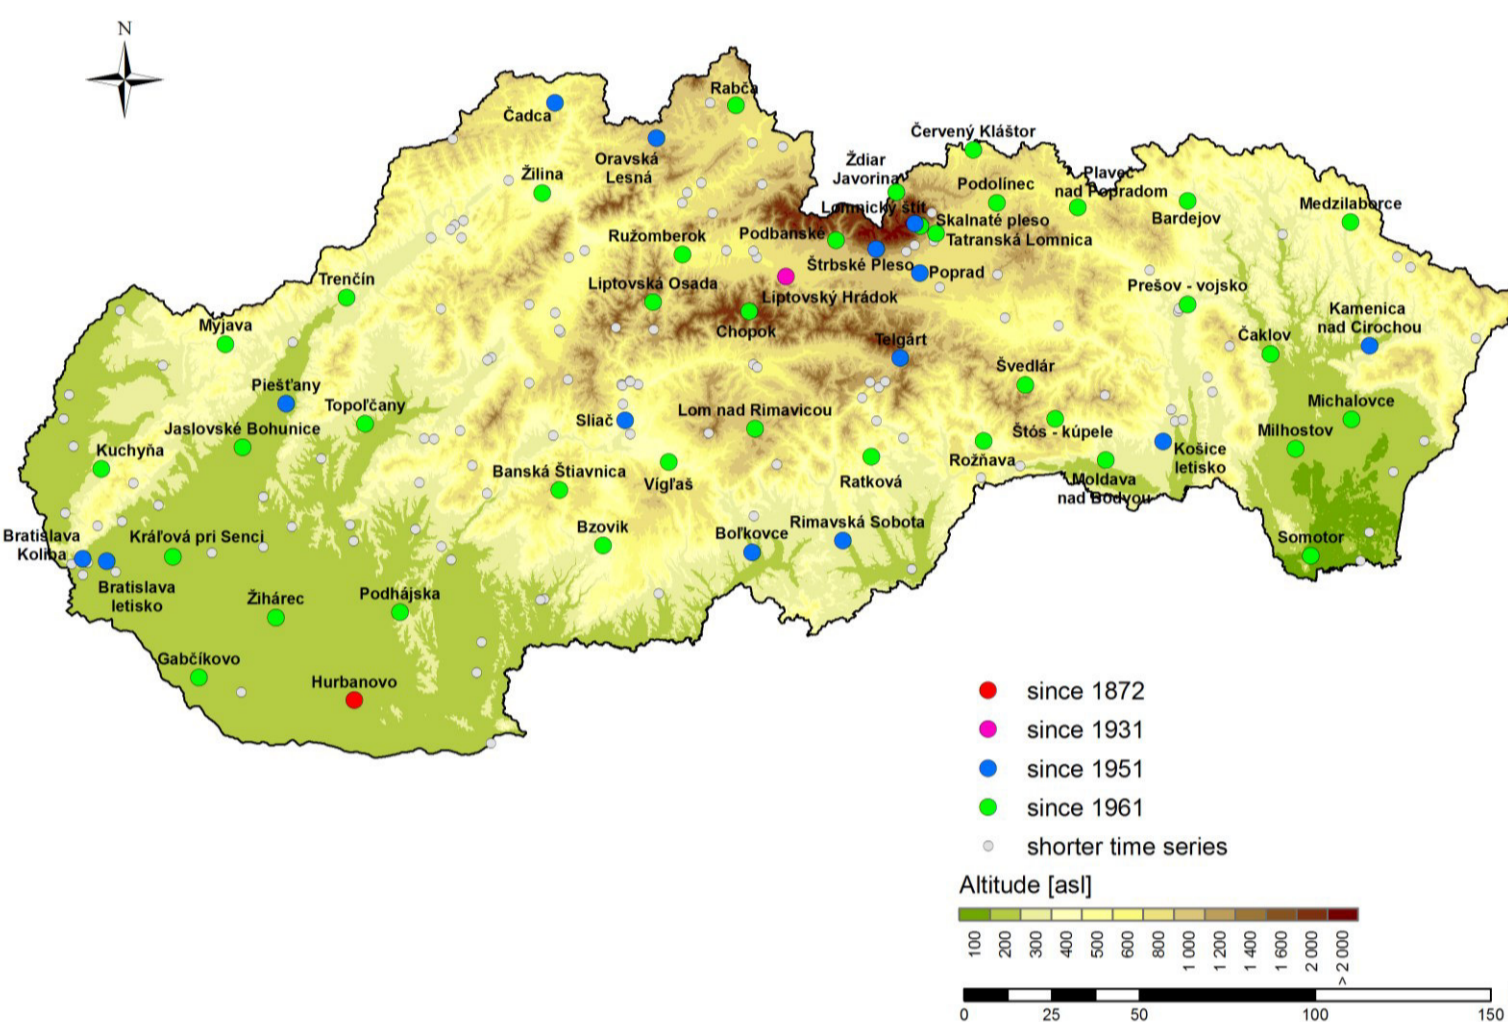 N
Rabča
Čadca
Červený Kláštor
Oravská
Lesná
Ždiar
Javorina
Žilina
Podolínec
Plaveč
nad Popradom
Bardejov
Medzilaborce
Lomnický štít
Skalnaté pleso
Tatranská Lomnica
Ružomberok
Podbanské
Štrbské Pleso
Poprad
Trenčín
Liptovská Osada
Liptovský Hrádok
Prešov - vojsko
Kamenica
nad Cirochou
Myjava
Chopok
Telgárt
Čaklov
Švedlár
Piešťany
Topoľčany
Jaslovské Bohunice
Sliač
Lom nad Rimavicou
Michalovce
Štós - kúpele
Milhostov
Kuchyňa
Košice
letisko
Rožňava
Banská Štiavnica
Vígľaš
Ratková
Moldava
nad Bodvou
Bratislava
Koliba
Kráľová pri Senci
Bzovík
Boľkovce
Rimavská Sobota
Somotor
Bratislava
letisko
Žihárec
Podhájska
Gabčíkovo
Hurbanovo
since 1872
since 1931
since 1951
since 1961
shorter time series
Altitude [asl]
100 200 300 400 500 600 800 1 000 1 200 1 400 1 600 2 000 > 2 000
0 25 50 100 150